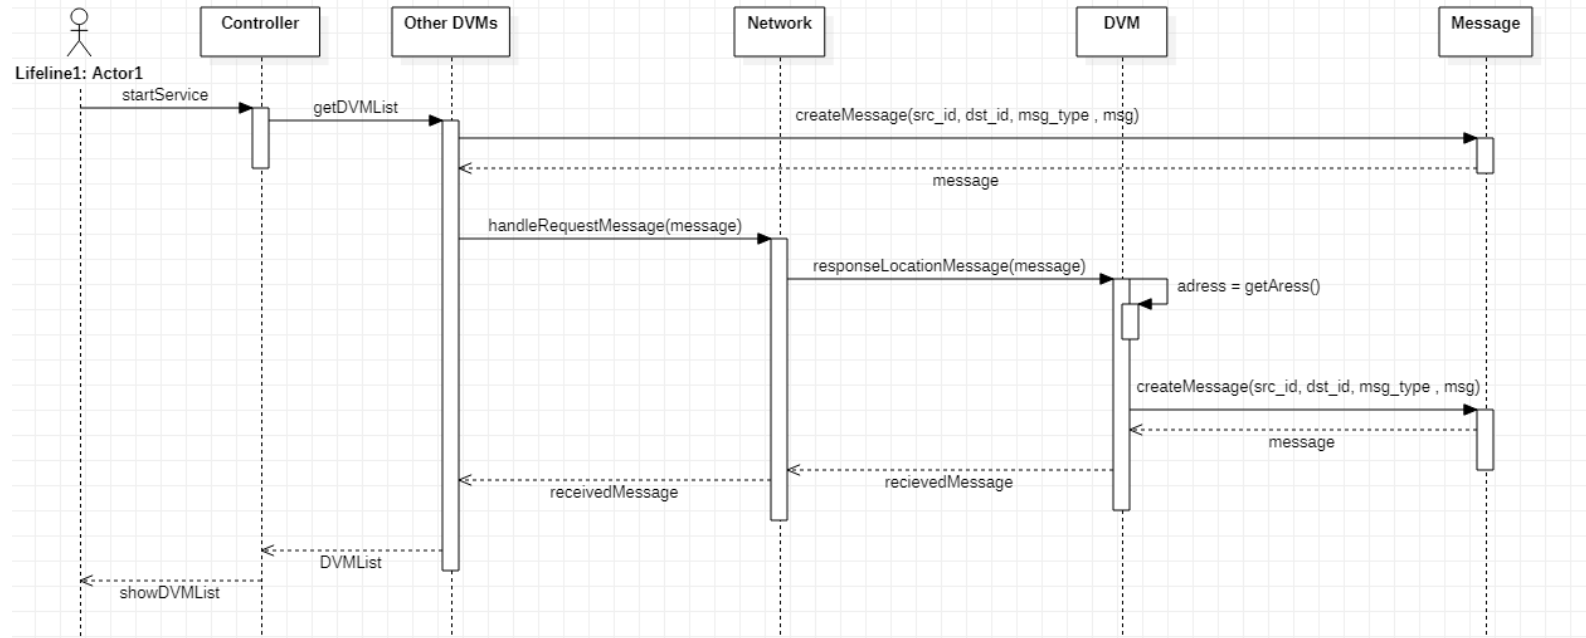 Controller
Other DVMs
Network
DVM
Message
Lifeline1: Actor1
startService
getDVMList
createMessage(src_id, dst_id, msg_type , msg)
message
handleRequestMessage(message)
responseLocationMessage(message)
adress = getAress()
createMessage(src_id, dst_id, msg_type , msg)
message
recievedMessage
receivedMessage
DVMList
showDVMList